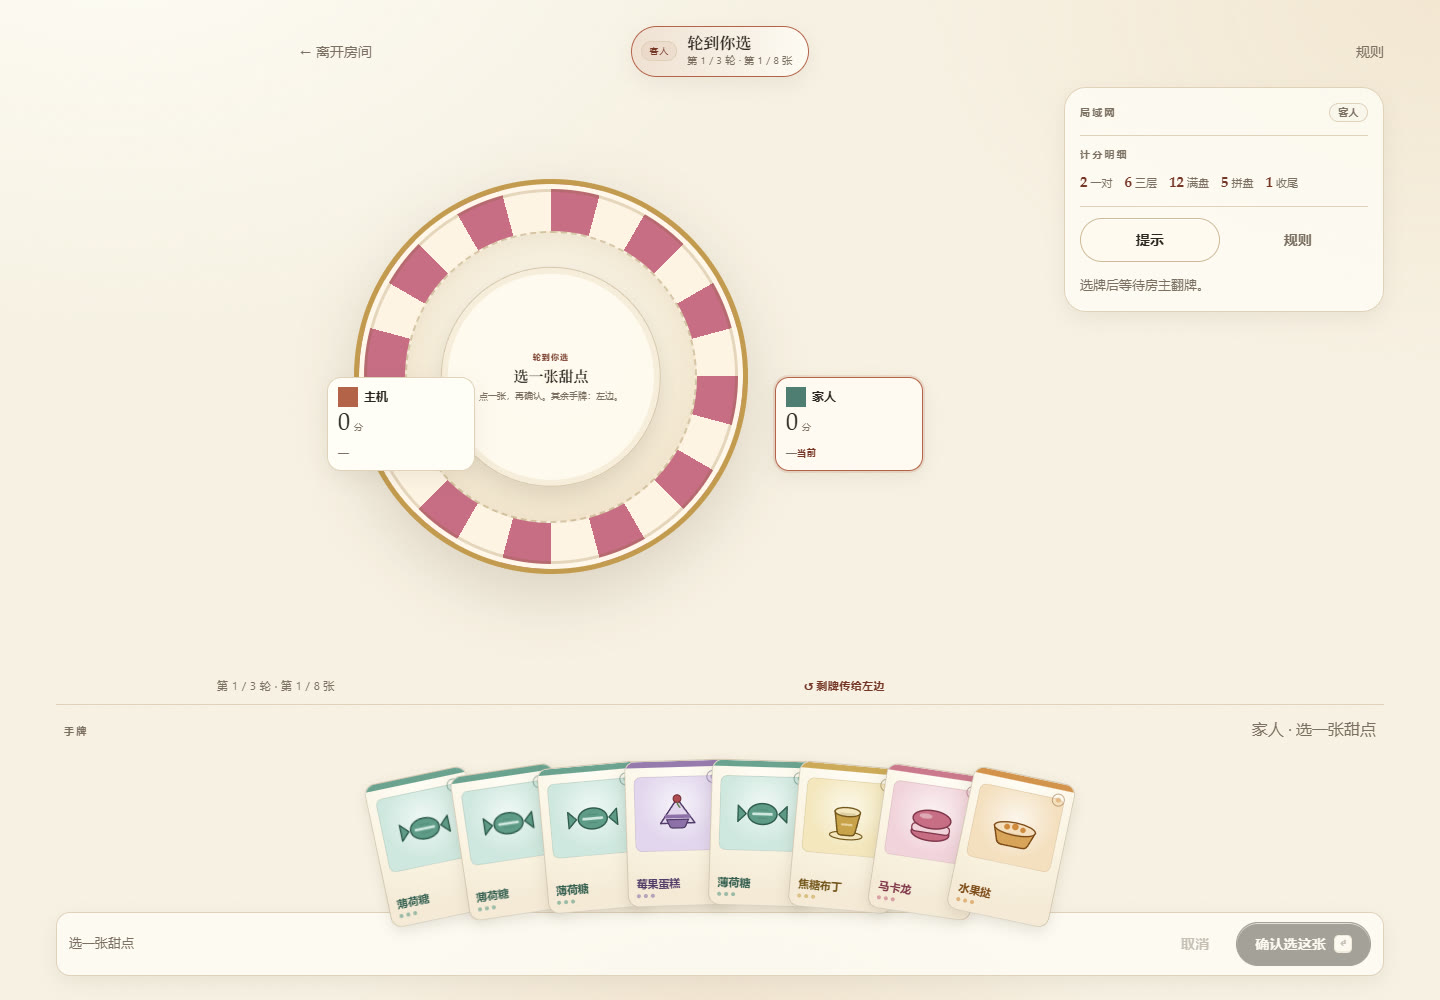 ← 离开房间
客人
轮到你选
第 1 / 3 轮 · 第 1 / 8 张
规则
局域网
客人
计分明细
2 一对 6 三层 12 满盘 5 拼盘 1 收尾
提示
规则
选牌后等待房主翻牌。
轮到你选
选一张甜点
点一张，再确认。其余手牌：左边。
主机
0 分
—
家人
0 分
—当前
第 1 / 3 轮 · 第 1 / 8 张
↺ 剩牌传给左边
手牌
家人 · 选一张甜点
薄荷糖
薄荷糖
薄荷糖
莓果蛋糕
薄荷糖
焦糖布丁
马卡龙
水果挞
选一张甜点
取消
确认选这张